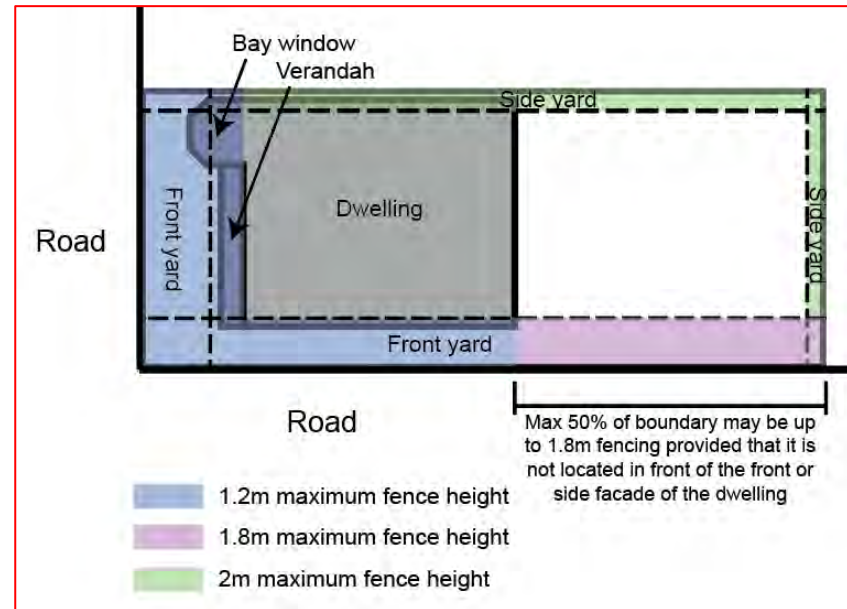 Bay window
Verandah
Side yard
Front yard
Dwelling
Side yard
Road
Front yard
Road
Max 50% of boundary may be up
to 1.8m fencing provided that it is
not located in front of the front or
side facade of the dwelling
1.2m maximum fence height
1.8m maximum fence height
2m maximum fence height